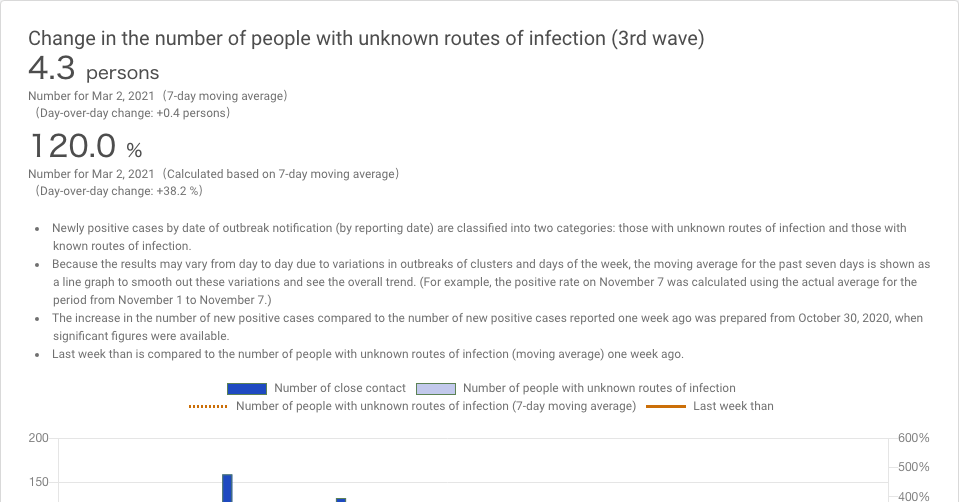 Change in the number of people with unknown routes of infection (3rd wave)
4.3 persons
Number for Mar 2, 2021（7-day moving average）
（Day-over-day change: +0.4 persons）
120.0 %
Number for Mar 2, 2021（Calculated based on 7-day moving average）
（Day-over-day change: +38.2 %）
• Newly positive cases by date of outbreak notification (by reporting date) are classified into two categories: those with unknown routes of infection and those with
known routes of infection.
• Because the results may vary from day to day due to variations in outbreaks of clusters and days of the week, the moving average for the past seven days is shown as
a line graph to smooth out these variations and see the overall trend. (For example, the positive rate on November 7 was calculated using the actual average for the
period from November 1 to November 7.)
• The increase in the number of new positive cases compared to the number of new positive cases reported one week ago was prepared from October 30, 2020, when
significant figures were available.
• Last week than is compared to the number of people with unknown routes of infection (moving average) one week ago.
Number of close contact Number of people with unknown routes of infection
Number of people with unknown routes of infection (7-day moving average) Last week than
200 600%
500%
150
400%